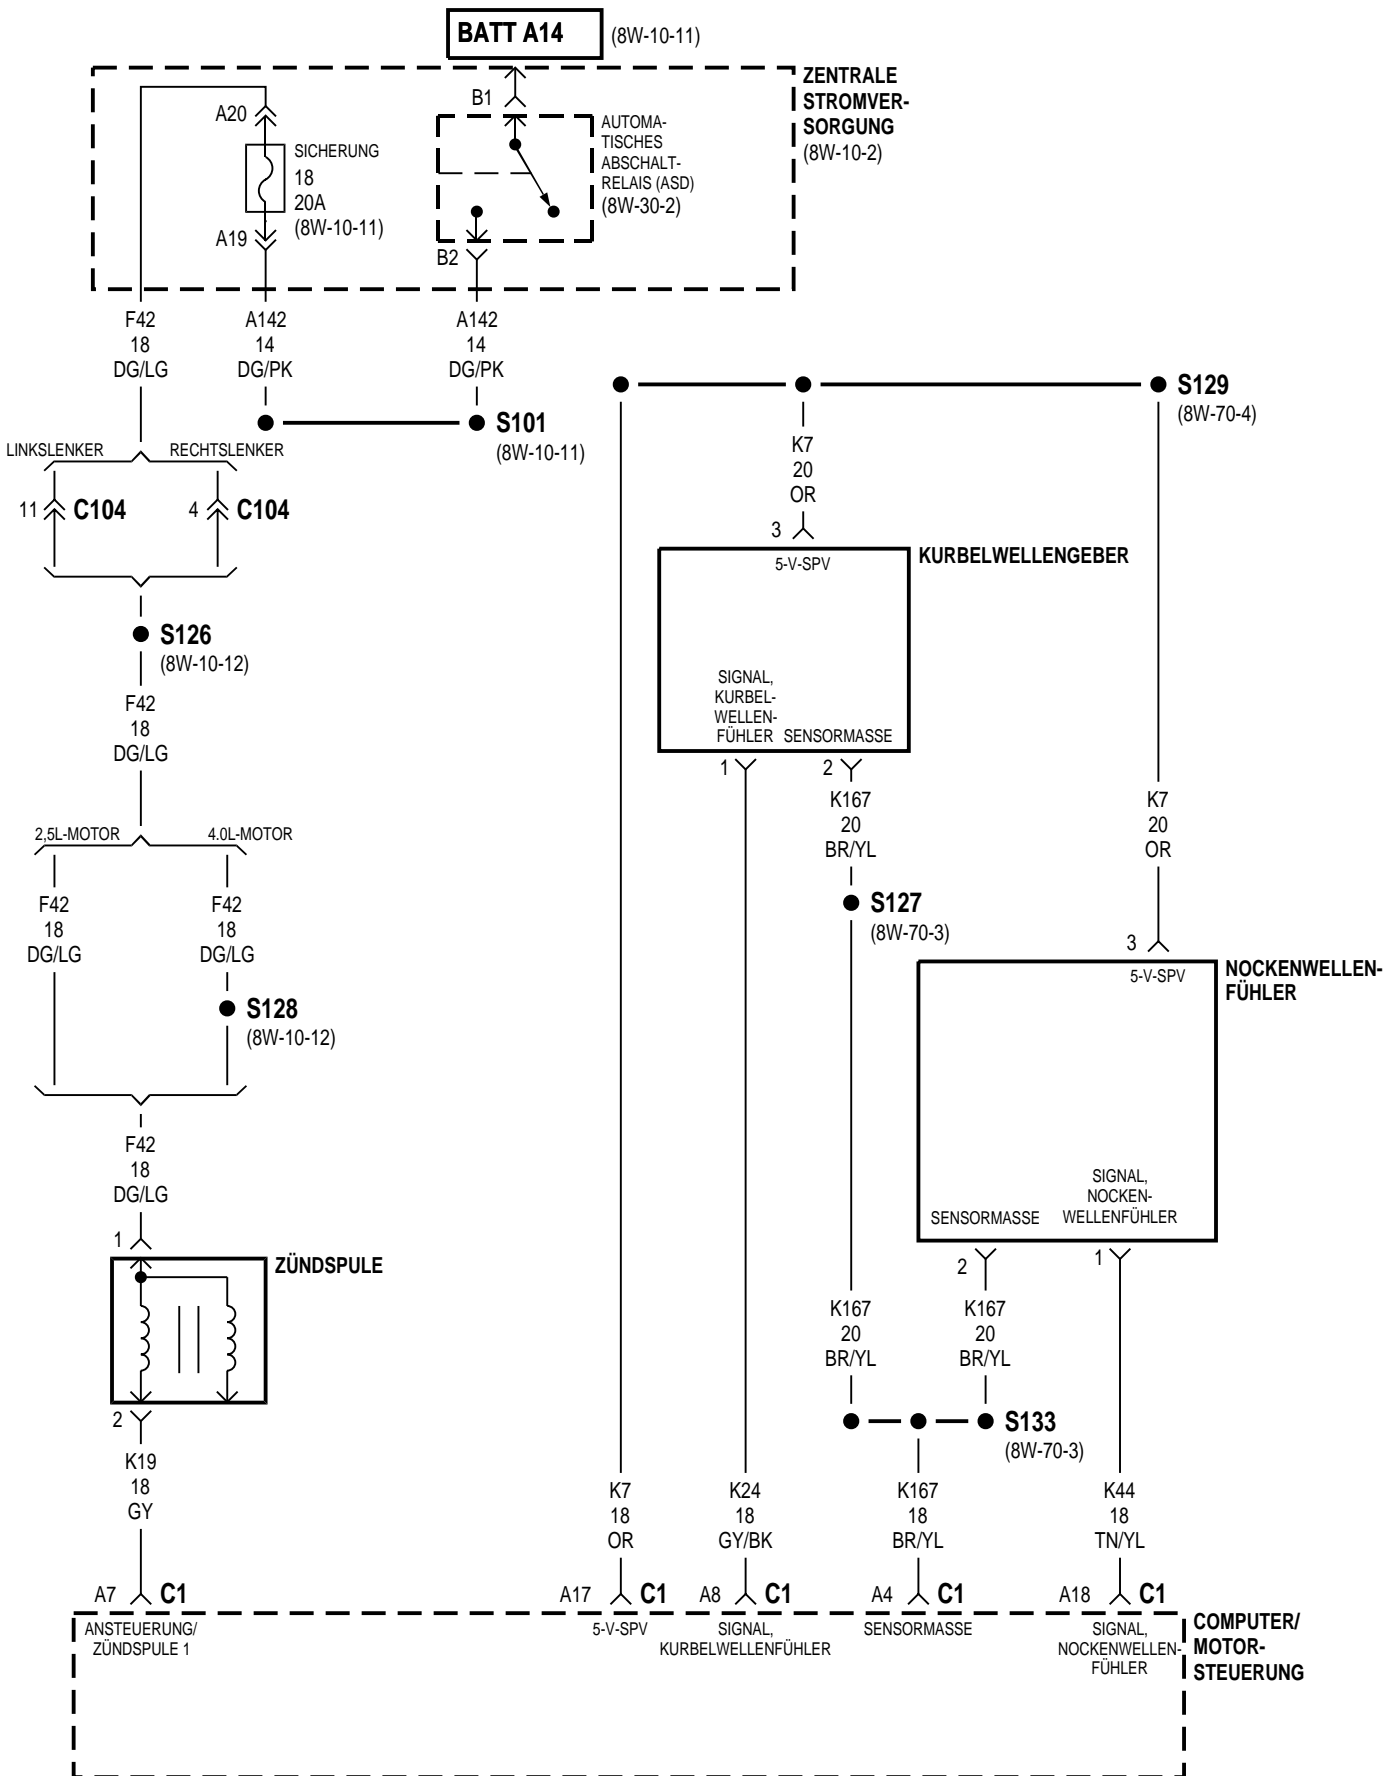 BATT A14
(8W-10-11)
ZENTRALE
STROMVER-
SORGUNG
(8W-10-2)
A20
SICHERUNG
18
20A
(8W-10-11)
A19
B1
AUTOMA-
TISCHES
ABSCHALT-
RELAIS (ASD)
(8W-30-2)
B2
F42
18
DG/LG
A142
14
DG/PK
A142
14
DG/PK
S101
(8W-10-11)
S129
(8W-70-4)
LINKSLENKER
RECHTSLENKER
11
C104
4
C104
K7
20
OR
3
5-V-SPV
KURBELWELLENGEBER
SIGNAL,
KURBEL-
WELLEN-
FÜHLER
SENSORMASSE
1
2
S126
(8W-10-12)
F42
18
DG/LG
K167
20
BR/YL
K7
20
OR
2,5L-MOTOR
4.0L-MOTOR
F42
18
DG/LG
F42
18
DG/LG
S127
(8W-70-3)
S128
(8W-10-12)
3
5-V-SPV
NOCKENWELLEN-
FÜHLER
SENSORMASSE
SIGNAL,
NOCKEN-
WELLENFÜHLER
2
1
F42
18
DG/LG
1
ZÜNDSPULE
2
K167
20
BR/YL
K167
20
BR/YL
S133
(8W-70-3)
K19
18
GY
K7
18
OR
K24
18
GY/BK
K167
18
BR/YL
K44
18
TN/YL
A7
C1
A17
C1
A8
C1
A4
C1
A18
C1
ANSTEUERUNG/
ZÜNDSPULE 1
5-V-SPV
SIGNAL,
KURBELWELLENFÜHLER
SENSORMASSE
SIGNAL,
NOCKENWELLEN-
FÜHLER
COMPUTER/
MOTOR-
STEUERUNG